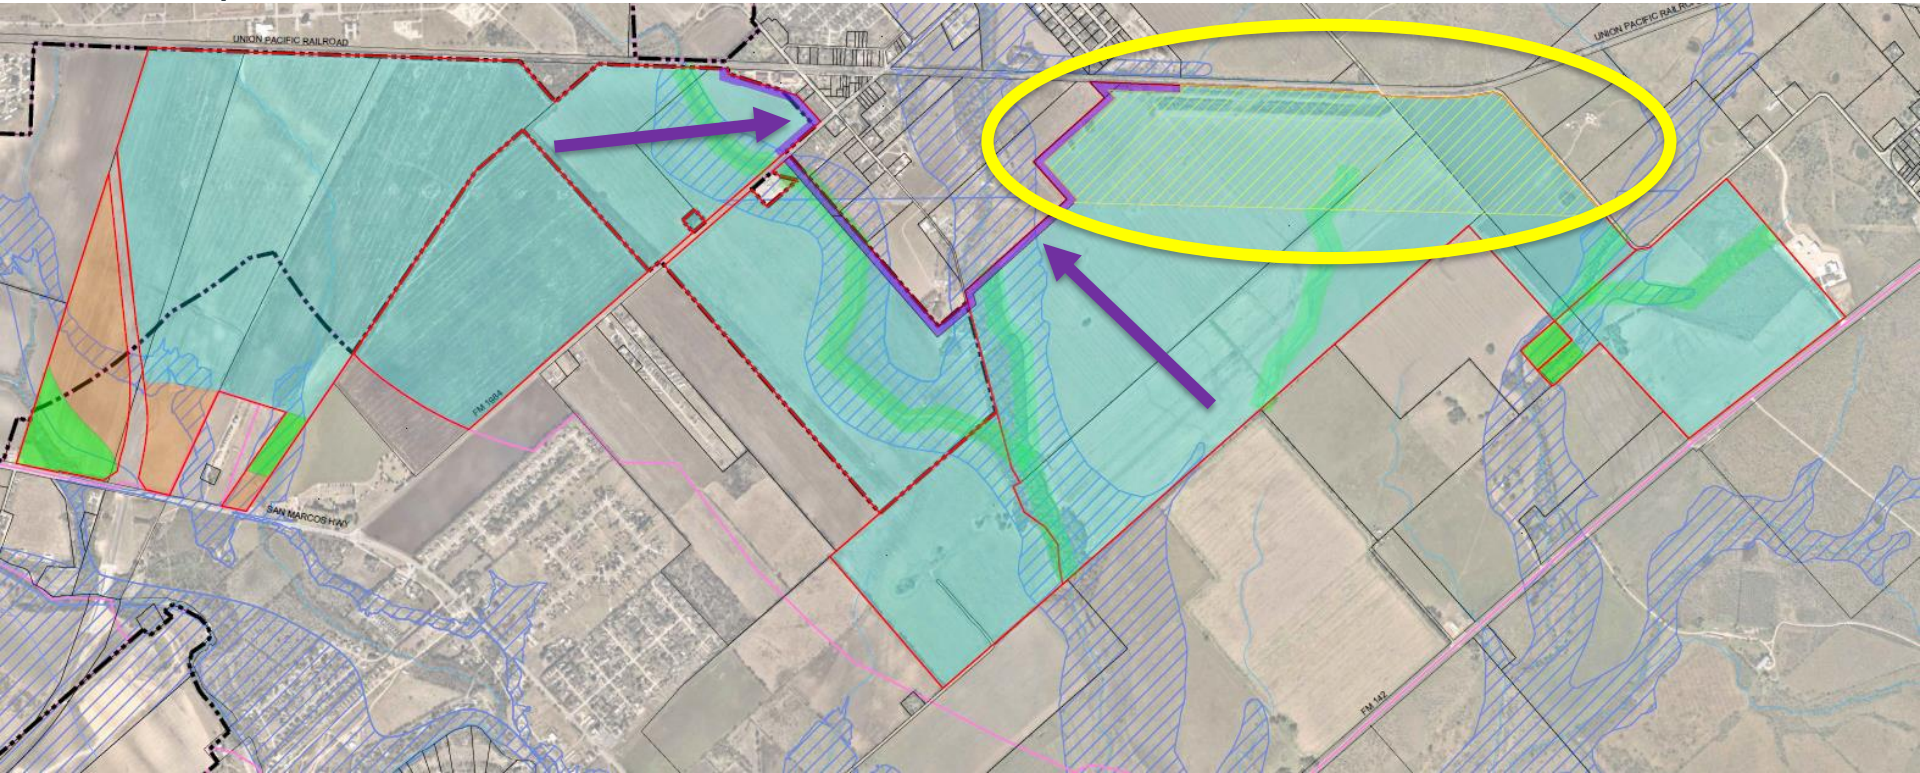 UNION PACIFIC RAILROAD
UNION PACIFIC RAILRO
FM 1984
SAN MARCOS HWY
FM 142